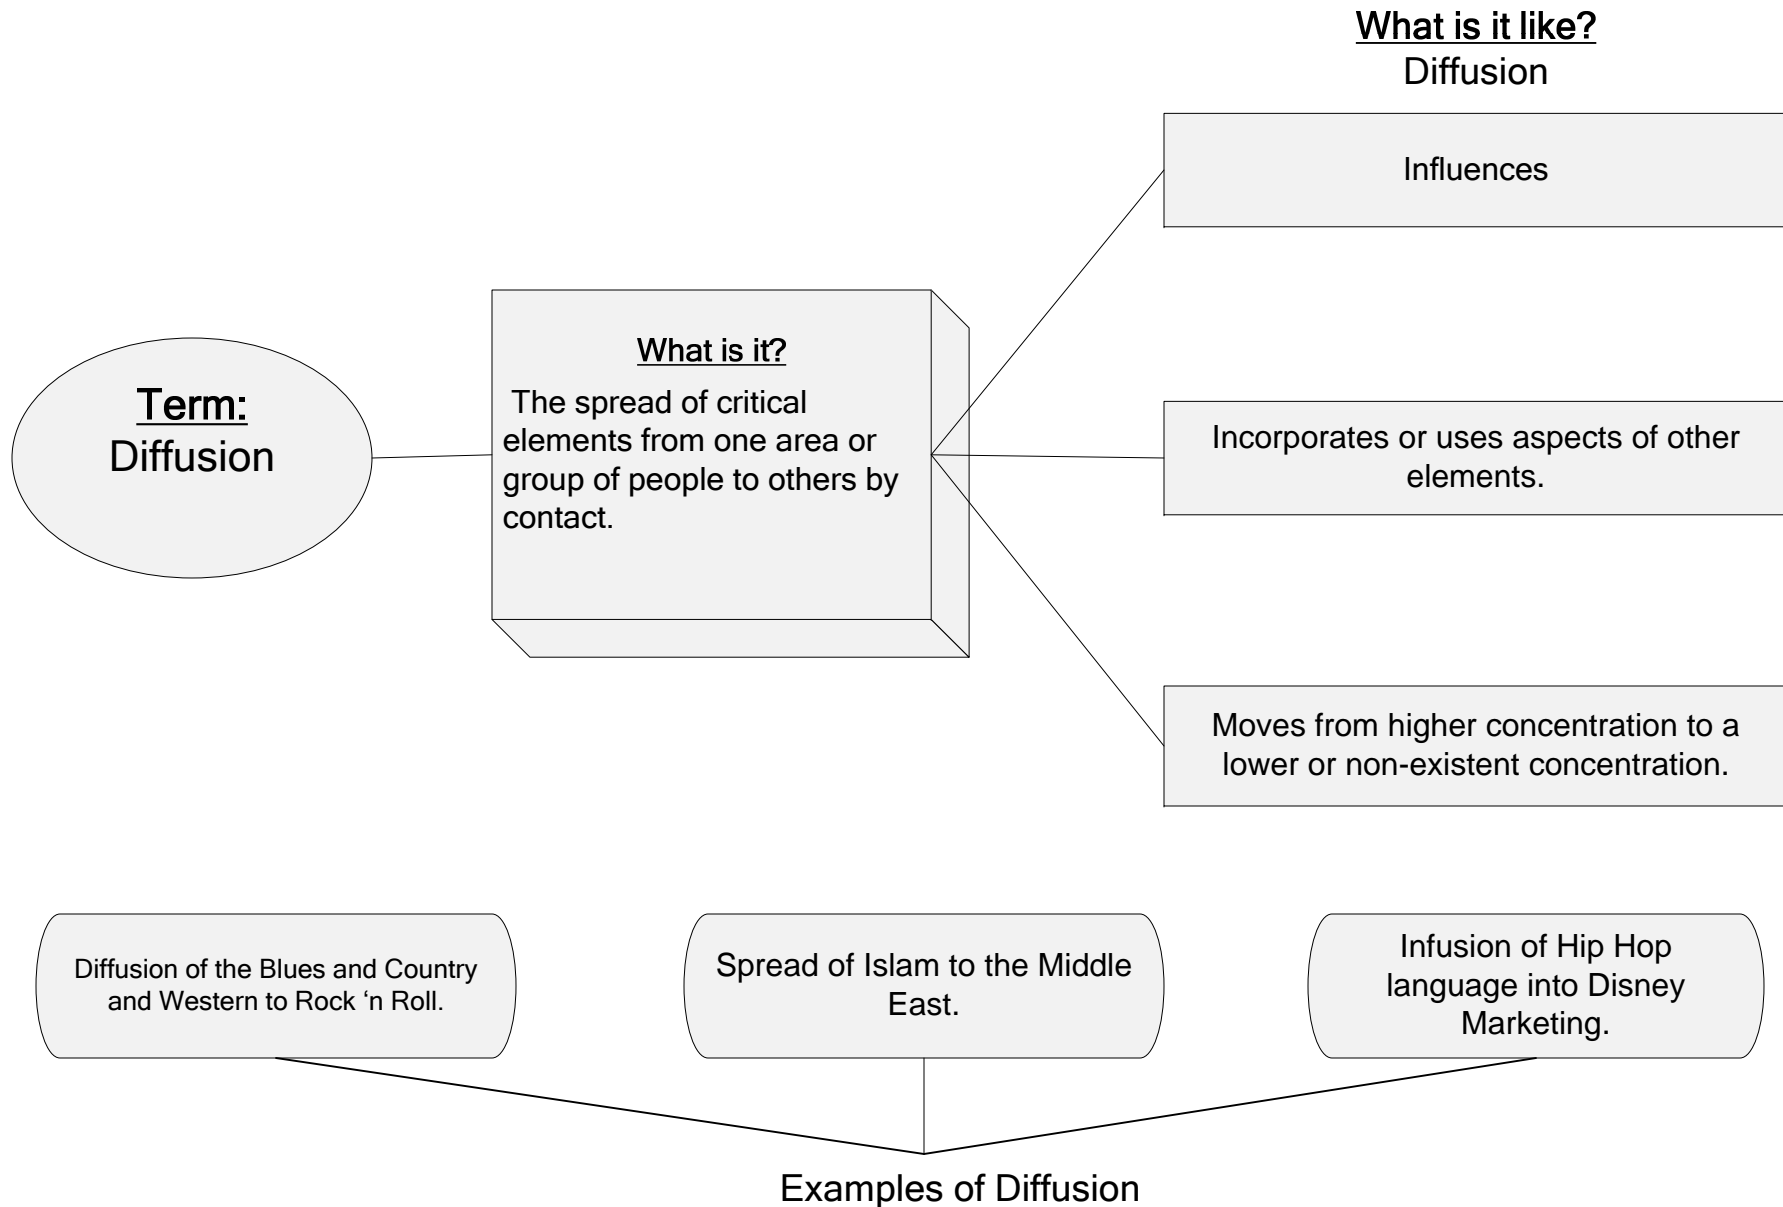 What is it like?
Diffusion
Influences
What is it?
The spread of critical
elements from one area or
group of people to others by
contact.
Term:
Diffusion
Incorporates or uses aspects of other
elements.
Moves from higher concentration to a
lower or non-existent concentration.
Diffusion of the Blues and Country
and Western to Rock ‘n Roll.
Spread of Islam to the Middle
East.
Infusion of Hip Hop
language into Disney
Marketing.
Examples of Diffusion